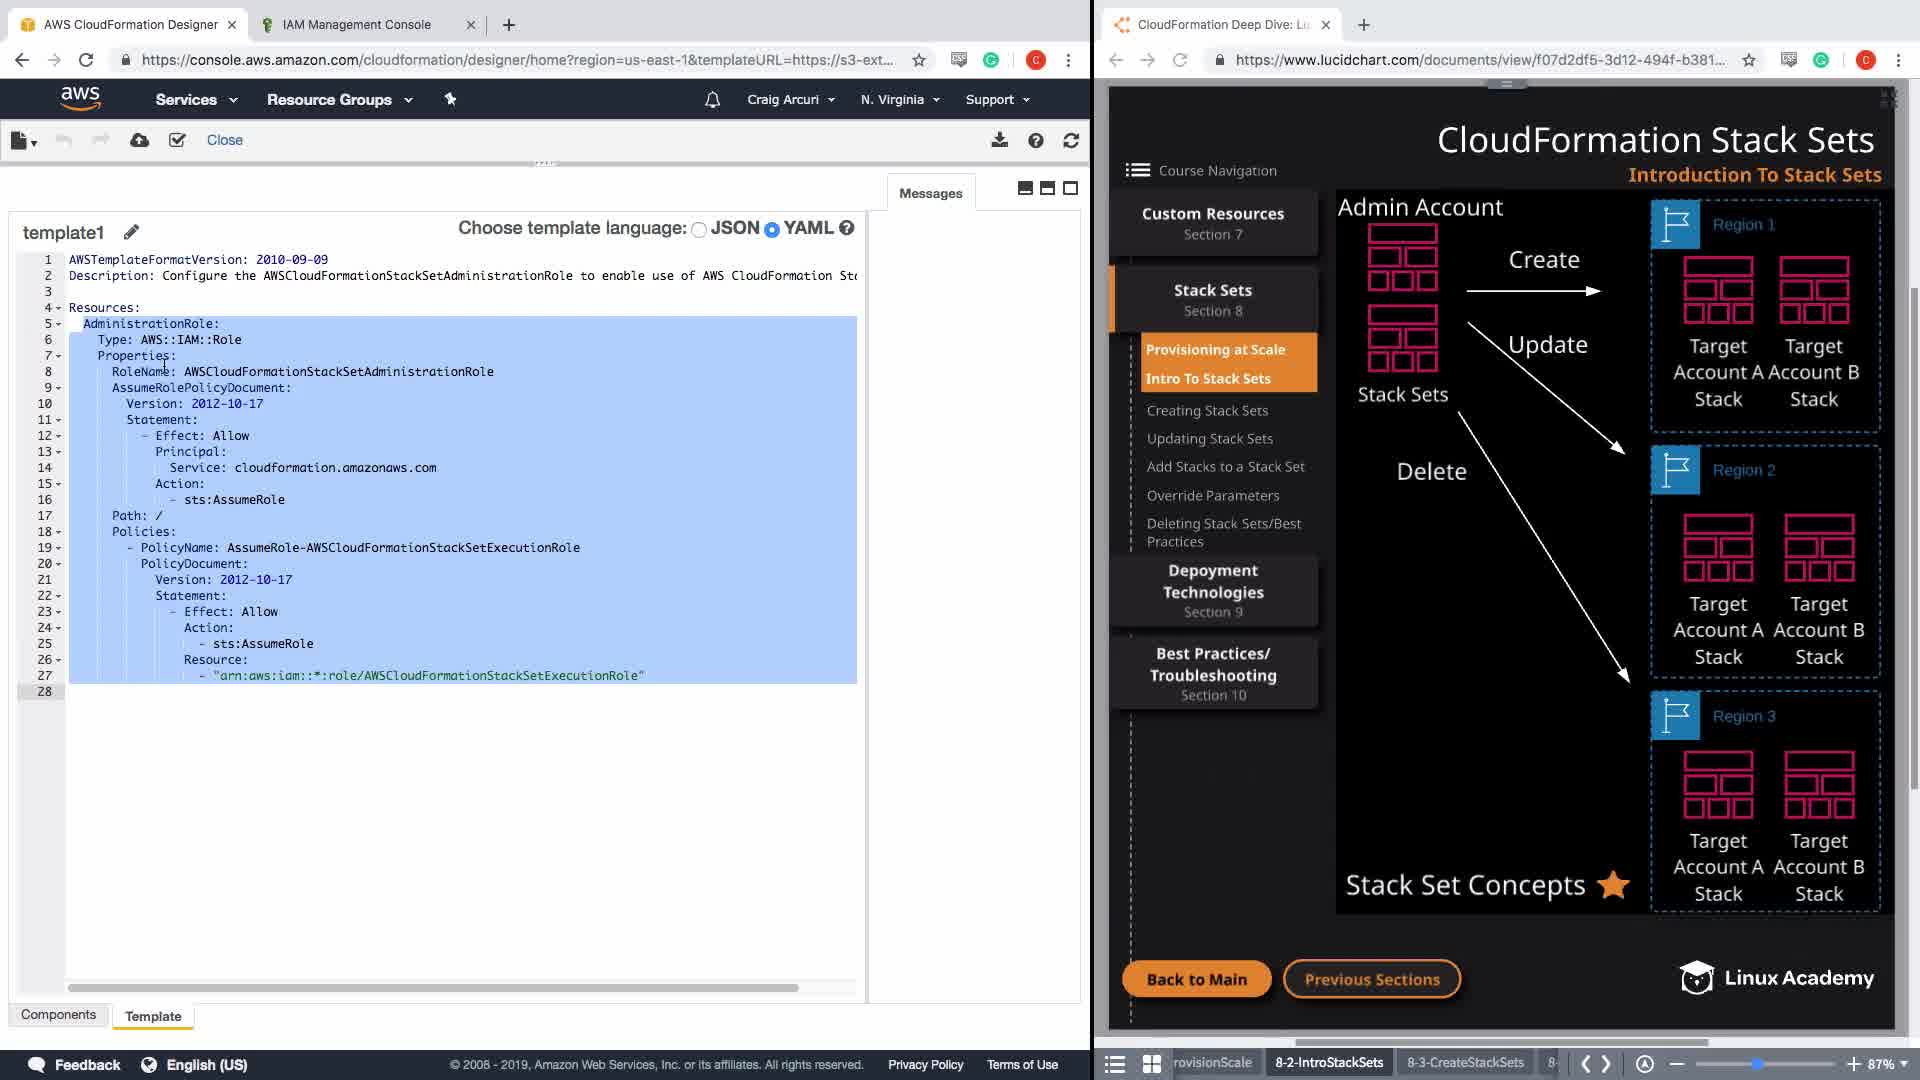 AWS CloudFormation Designer
IAM Management Console
https://console.aws.amazon.com/cloudformation/designer/home?region=us-east-1&templateURL=https://s3-ext...
aws
Services
Resource Groups
Craig Arcuri
N. Virginia
Support
Close
Messages
template1
Choose template language: JSON YAML
1 AWSTemplateFormatVersion: 2010-09-09
2 Description: Configure the AWSCloudFormationStackSetAdministrationRole to enable use of AWS CloudFormation Sto
3
4 Resources:
5 AdministrationRole:
6 Type: AWS::IAM::Role
7 Properties:
8 RoleName: AWSCloudFormationStackSetAdministrationRole
9 AssumeRolePolicyDocument:
10 Version: 2012-10-17
11 Statement:
12 - Effect: Allow
13 Principal:
14 Service: cloudformation.amazonaws.com
15 Action:
16 - sts:AssumeRole
17 Path: /
18 Policies:
19 - PolicyName: AssumeRole-AWSCloudFormationStackSetExecutionRole
20 PolicyDocument:
21 Version: 2012-10-17
22 Statement:
23 - Effect: Allow
24 Action:
25 - sts:AssumeRole
26 Resource:
27 - "arn:aws:iam::*:role/AWSCloudFormationStackSetExecutionRole"
28
Components
Template
Feedback
English (US)
© 2008 - 2019, Amazon Web Services, Inc. or its affiliates. All rights reserved.
Privacy Policy
Terms of Use
CloudFormation Deep Dive: Lu
https://www.lucidchart.com/documents/view/f07d2df5-3d12-494f-b381...
C
CloudFormation Stack Sets
Introduction To Stack Sets
Course Navigation
Custom Resources
Section 7
Stack Sets
Section 8
Provisioning at Scale
Intro To Stack Sets
Creating Stack Sets
Updating Stack Sets
Add Stacks to a Stack Set
Override Parameters
Deleting Stack Sets/Best
Practices
Depoyment
Technologies
Section 9
Best Practices/
Troubleshooting
Section 10
Admin Account
Stack Sets
Create
Update
Delete
Region 1
Target
Account A
Stack
Target
Account B
Stack
Region 2
Target
Account A
Stack
Target
Account B
Stack
Region 3
Target
Account A
Stack
Target
Account B
Stack
Stack Set Concepts
Back to Main
Previous Sections
Linux Academy
rovisionScale
8-2-IntroStackSets
8-3-CreateStackSets
8-
87%